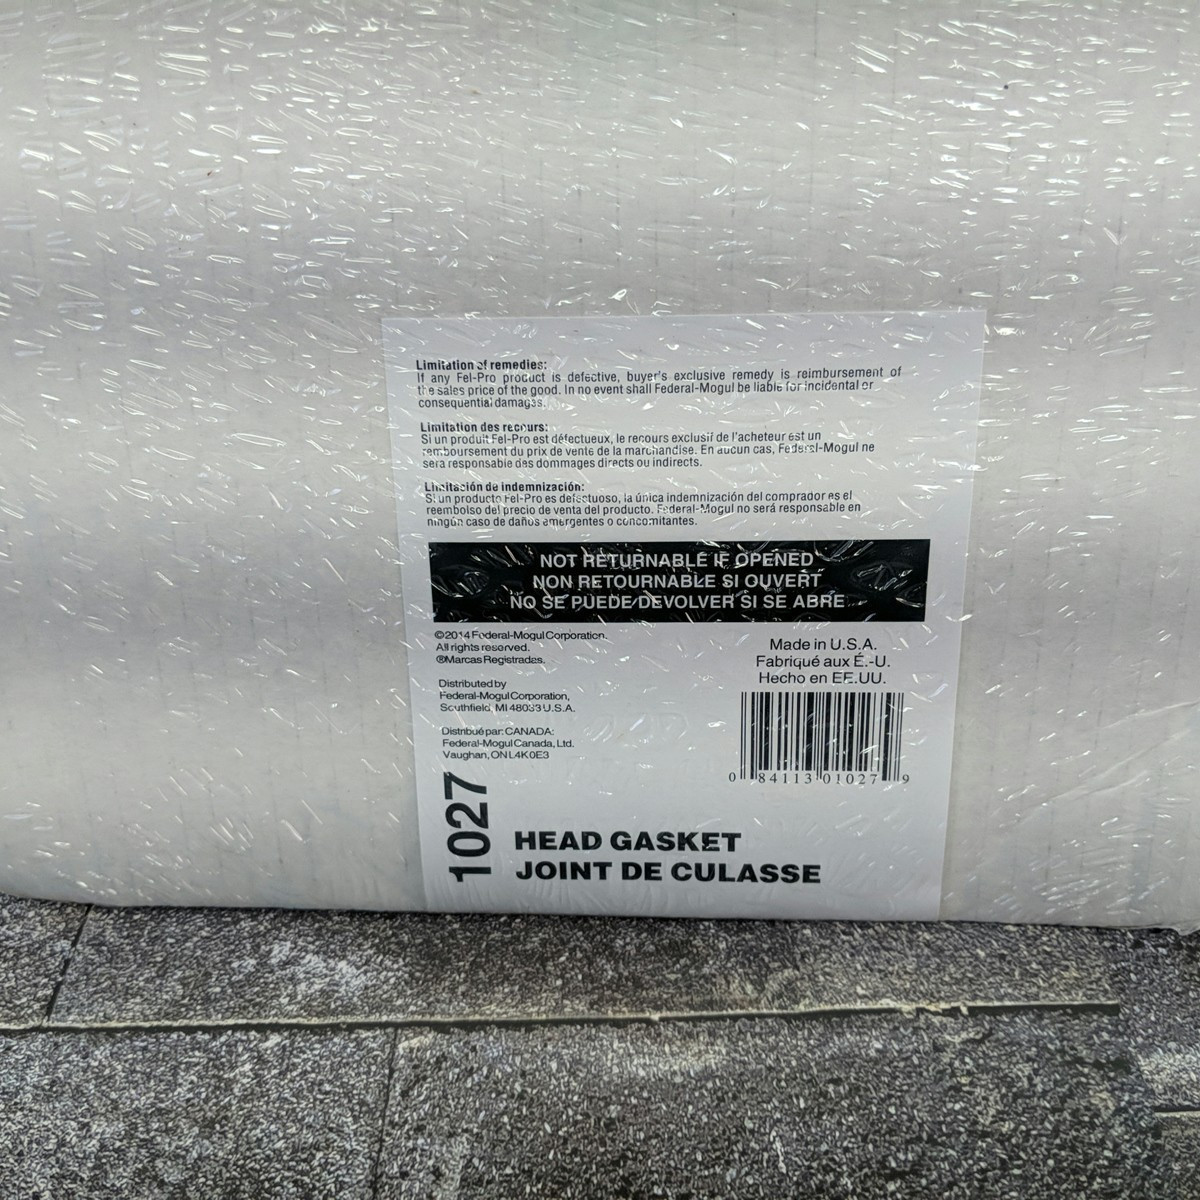 Limitation of remedies:
If any Fel-Pro product is defective, buyer's exclusive remedy is reimbursement of
the sales price of the good. In no event shall Federal-Mogul be liable for incidental or
consequential damages.
Limitation des recours:
Si un produit Fel-Pro est défectueux, le recours exclusif de l'acheteur est un
remboursement du prix de vente de la marchandise. En aucun cas, Federal-Mogul ne
sera responsable des dommages directs ou indirects.
Limitación de indemnización:
Si un producto Fel-Pro es defectuoso, la única indemnización del comprador es el
reembolso del precio de venta del producto. Federal-Mogul no será responsable en
ningún caso de daños emergentes o concomitantes.
NOT RETURNABLE IF OPENED
NON RETOURNABLE SI OUVERT
NO SE PUEDE DEVOLVER SI SE ABRE
©2014 Federal-Mogul Corporation.
All rights reserved.
®Marcas Registradas.
Distributed by
Federal-Mogul Corporation,
Southfield, MI 48033 U.S.A.
Distribué par: CANADA:
Federal-Mogul Canada, Ltd.
Vaughan, ON L4K 0E3
Made in U.S.A.
Fabriqué aux É.-U.
Hecho en EE.UU.
0 84113 01027 9
1027
HEAD GASKET
JOINT DE CULASSE